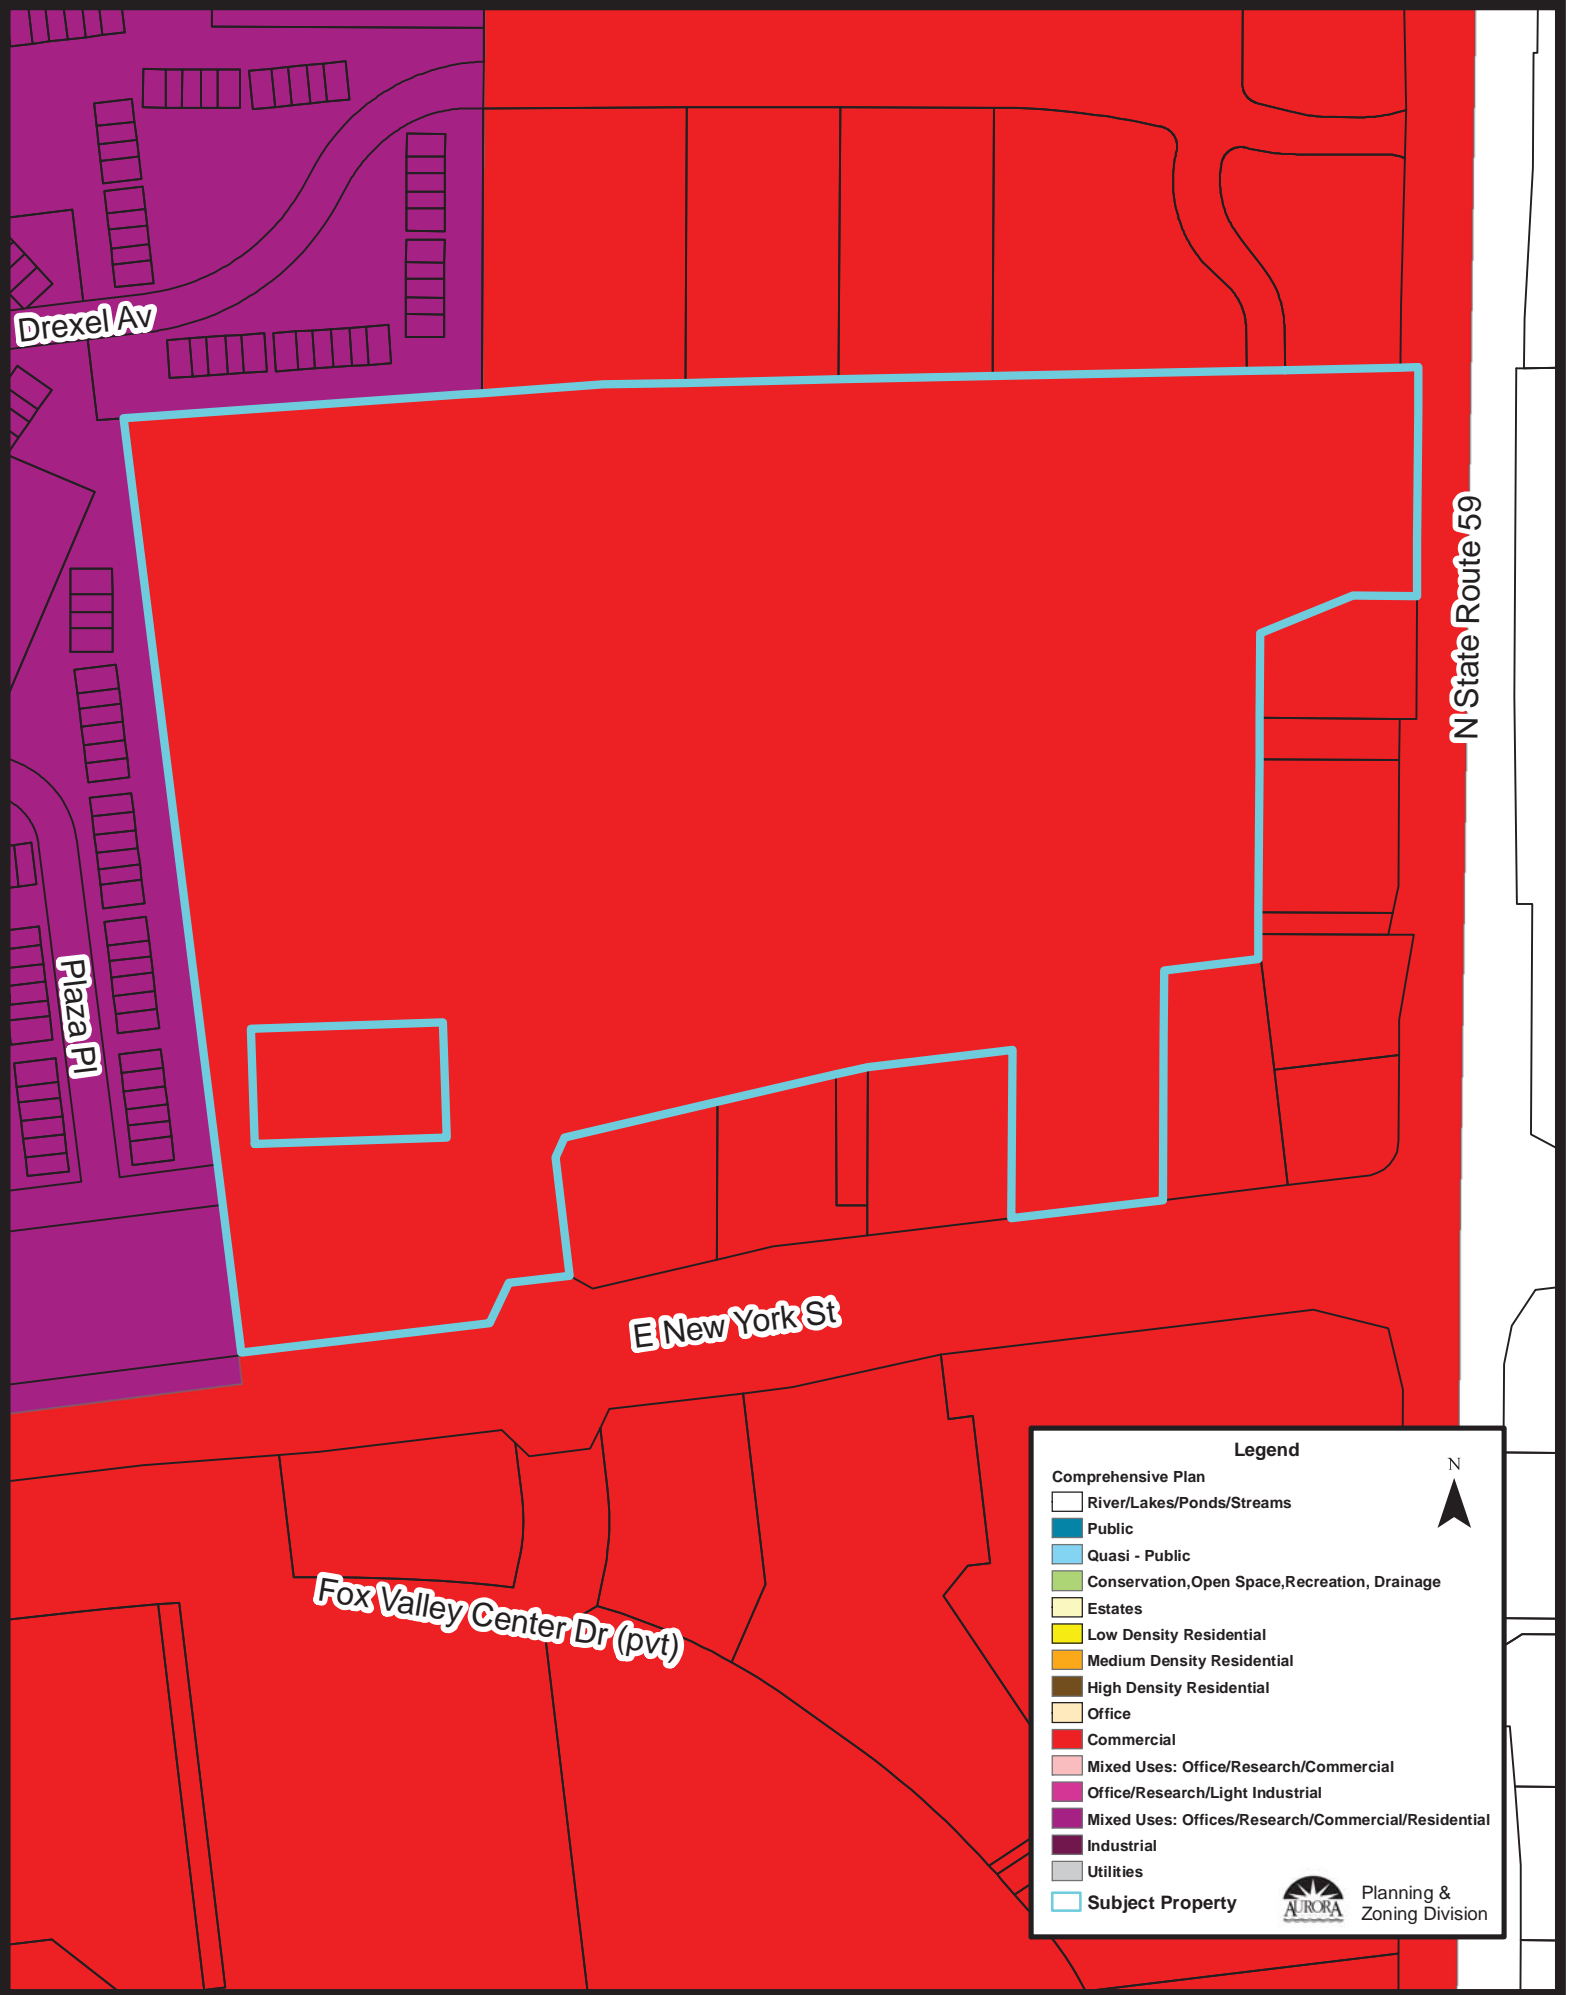 Drexel Av
N State Route 59
Plaza Pl
E New York St
Fox Valley Center Dr (pvt)
Legend
Comprehensive Plan
N
River/Lakes/Ponds/Streams
Public
Quasi - Public
Conservation,Open Space,Recreation, Drainage
Estates
Low Density Residential
Medium Density Residential
High Density Residential
Office
Commercial
Mixed Uses: Office/Research/Commercial
Office/Research/Light Industrial
Mixed Uses: Offices/Research/Commercial/Residential
Industrial
Utilities
Subject Property
AURORA
Planning &
Zoning Division